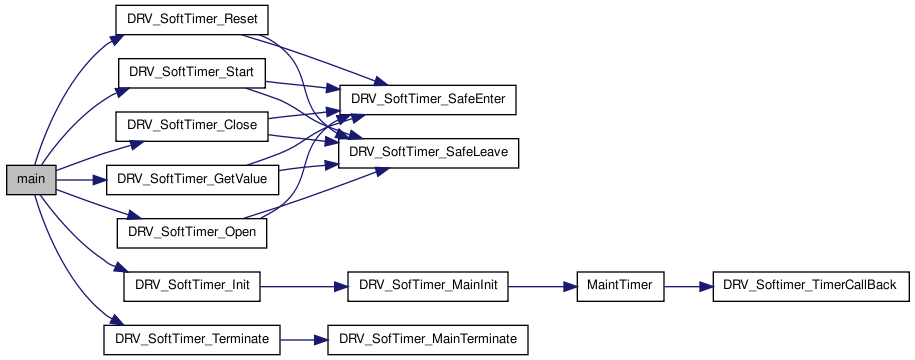 main
DRV_SoftTimer_Reset
DRV_SoftTimer_Start
DRV_SoftTimer_Close
DRV_SoftTimer_GetValue
DRV_SoftTimer_Open
DRV_SoftTimer_Init
DRV_SoftTimer_Terminate
DRV_SoftTimer_SafeEnter
DRV_SoftTimer_SafeLeave
DRV_SofTimer_MainInit
DRV_SofTimer_MainTerminate
MaintTimer
DRV_Softimer_TimerCallBack